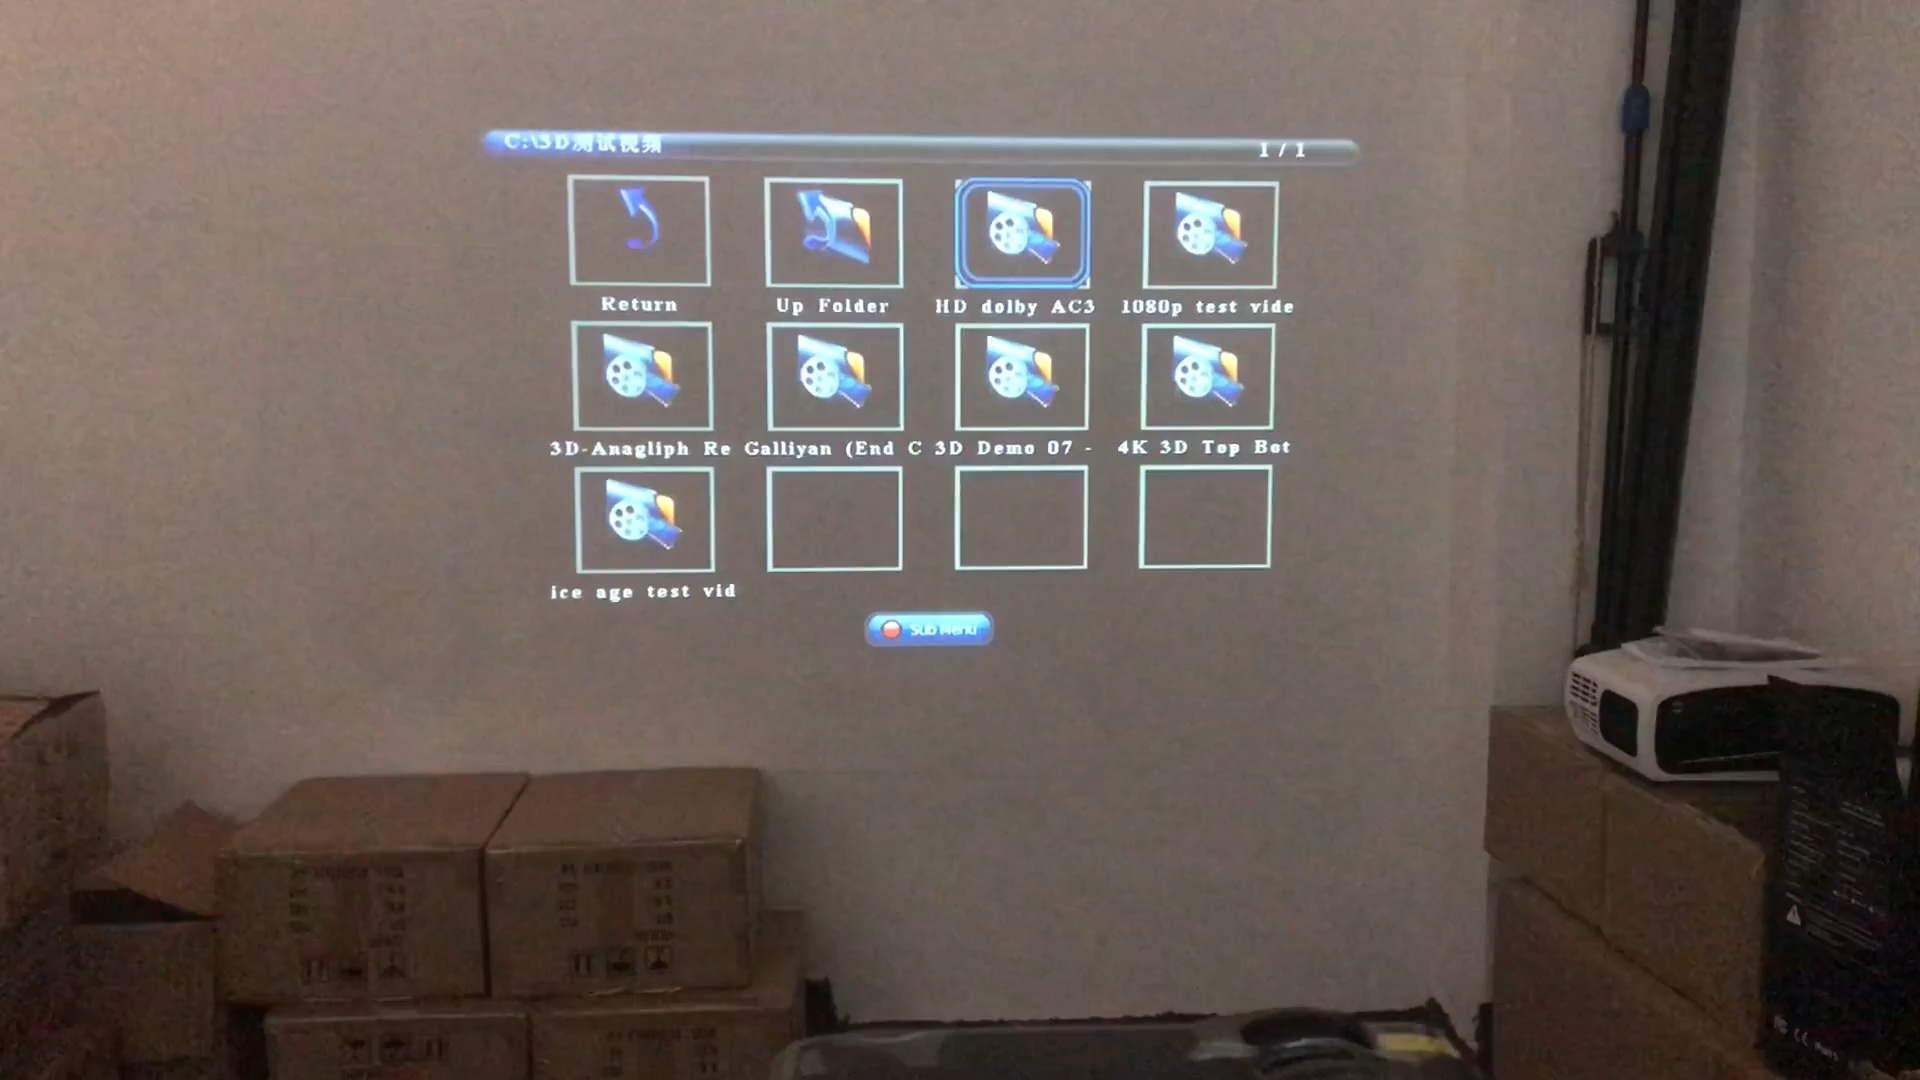 C:\3D测试视频
1/1
Return
Up Folder
HD dolby AC3
1080p test vide
3D-Anagliph Re
Galliyan (End C
3D Demo 07 -
4K 3D Top Bot
ice age test vid
Sub Menu